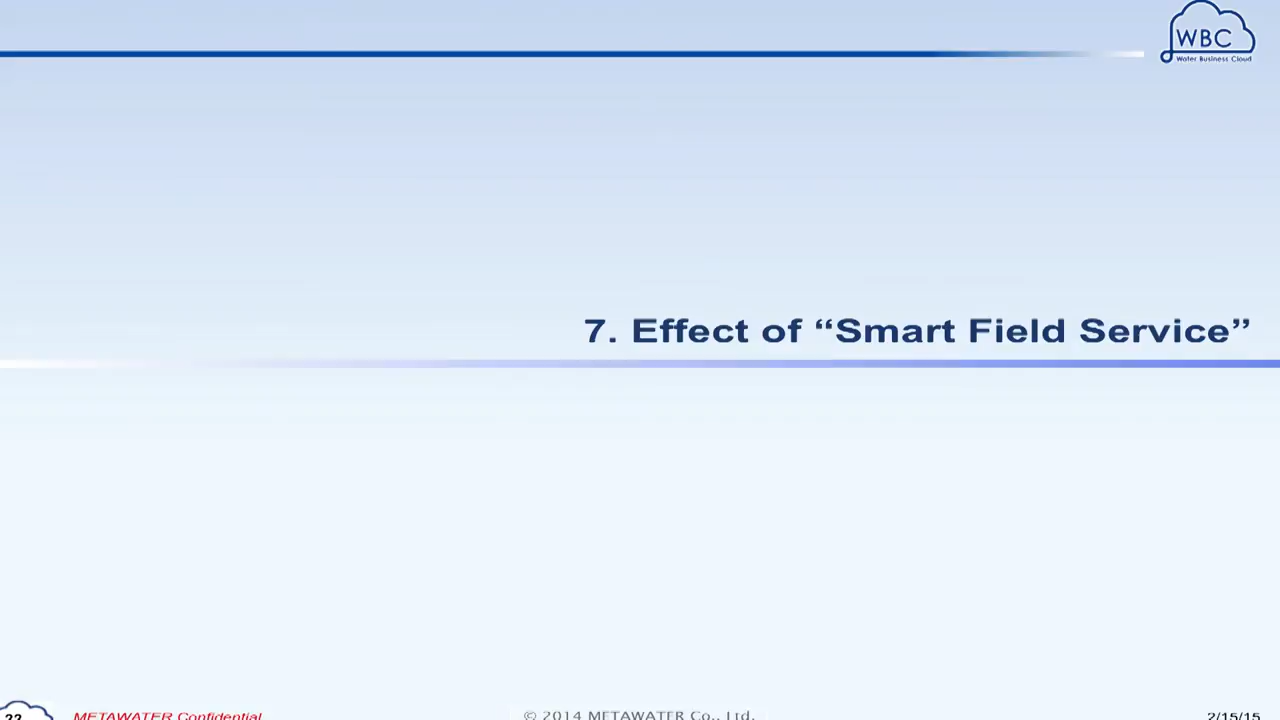 WBC
Water Business Cloud
7. Effect of “Smart Field Service”
22
METAWATER Confidential
© 2014 METAWATER Co., Ltd.
2/15/15